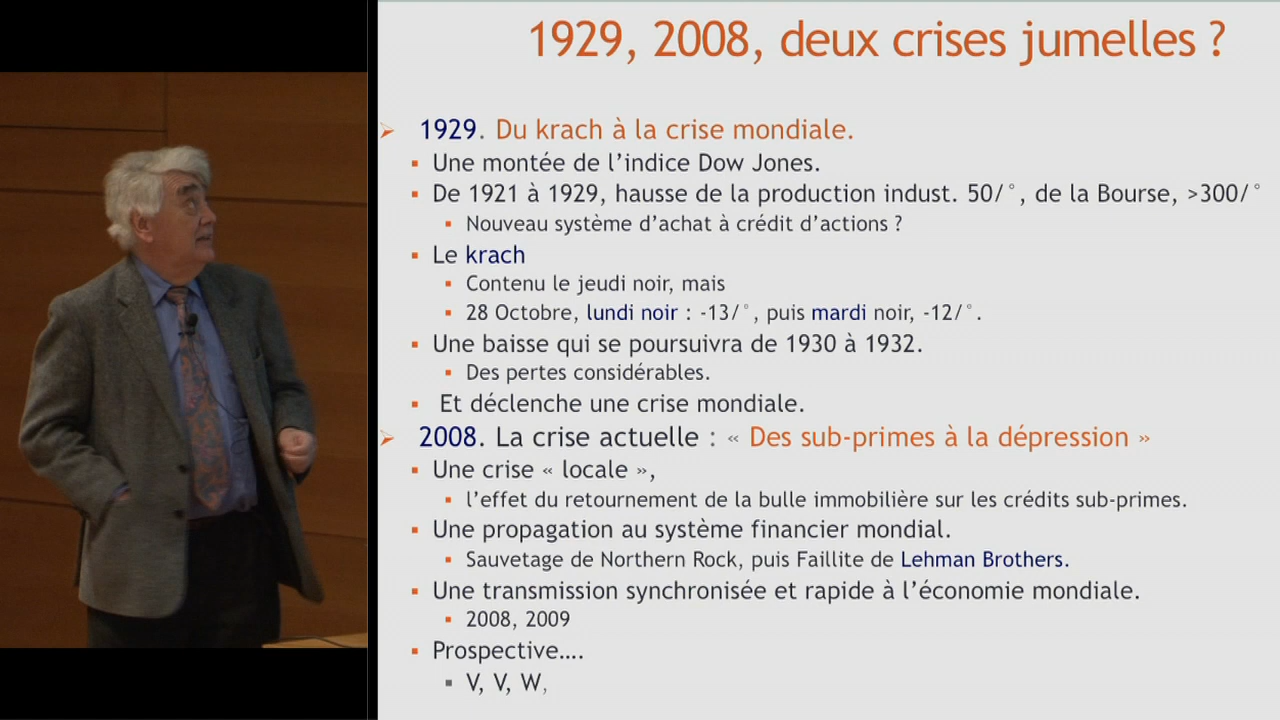 1929, 2008, deux crises jumelles ?
1929. Du krach à la crise mondiale.
Une montée de l’indice Dow Jones.
De 1921 à 1929, hausse de la production indust. 50/°, de la Bourse, >300/°
Nouveau système d’achat à crédit d’actions ?
Le krach
Contenu le jeudi noir, mais
28 Octobre, lundi noir : -13/°, puis mardi noir, -12/°.
Une baisse qui se poursuivra de 1930 à 1932.
Des pertes considérables.
Et déclenche une crise mondiale.
2008. La crise actuelle : « Des sub-primes à la dépression »
Une crise « locale »,
l’effet du retournement de la bulle immobilière sur les crédits sub-primes.
Une propagation au système financier mondial.
Sauvetage de Northern Rock, puis Faillite de Lehman Brothers.
Une transmission synchronisée et rapide à l’économie mondiale.
2008, 2009
Prospective….
V, V, W,